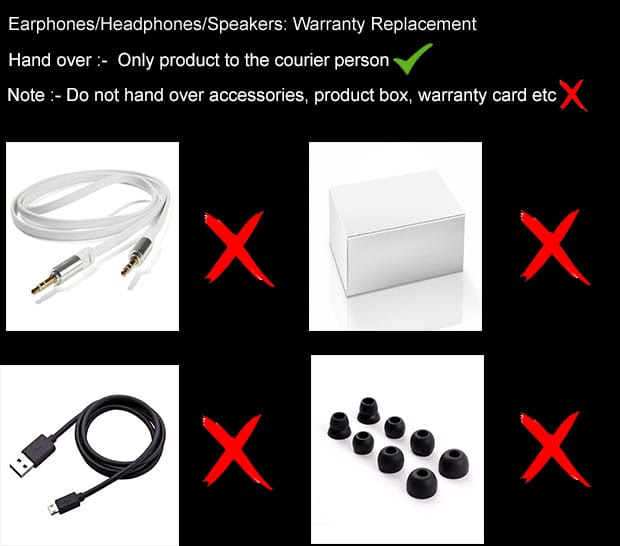 Earphones/Headphones/Speakers: Warranty Replacement
Hand over :- Only product to the courier person
Note :- Do not hand over accessories, product box, warranty card etc